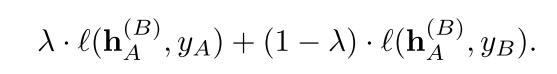 λ · ℓ(𝐡_A^{(B)}, y_A) + (1 − λ) · ℓ(𝐡_A^{(B)}, y_B).